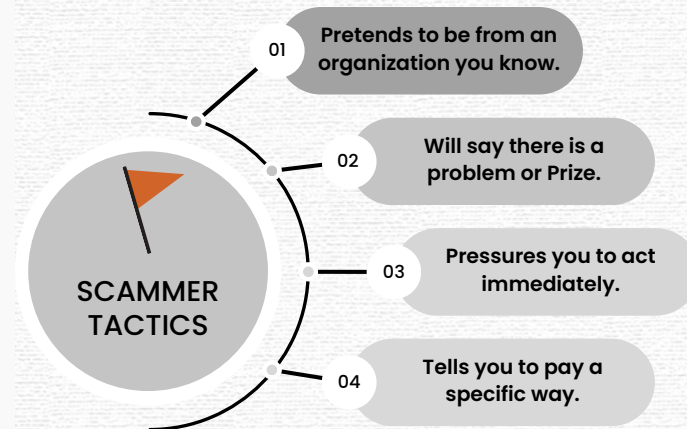 01
Pretends to be from an
organization you know.
02
Will say there is a
problem or Prize.
03
Pressures you to act
immediately.
SCAMMER
TACTICS
04
Tells you to pay a
specific way.